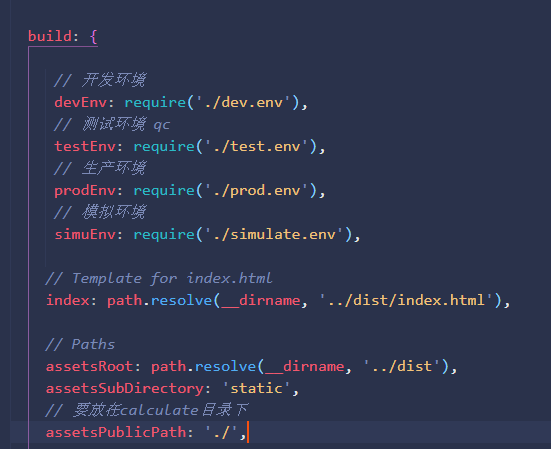 build: {
// 开发环境
devEnv: require('./dev.env'),
// 测试环境 qc
testEnv: require('./test.env'),
// 生产环境
prodEnv: require('./prod.env'),
// 模拟环境
simuEnv: require('./simulate.env'),
// Template for index.html
index: path.resolve(__dirname, '../dist/index.html'),
// Paths
assetsRoot: path.resolve(__dirname, '../dist'),
assetsSubDirectory: 'static',
// 要放在calculate目录下
assetsPublicPath: './',